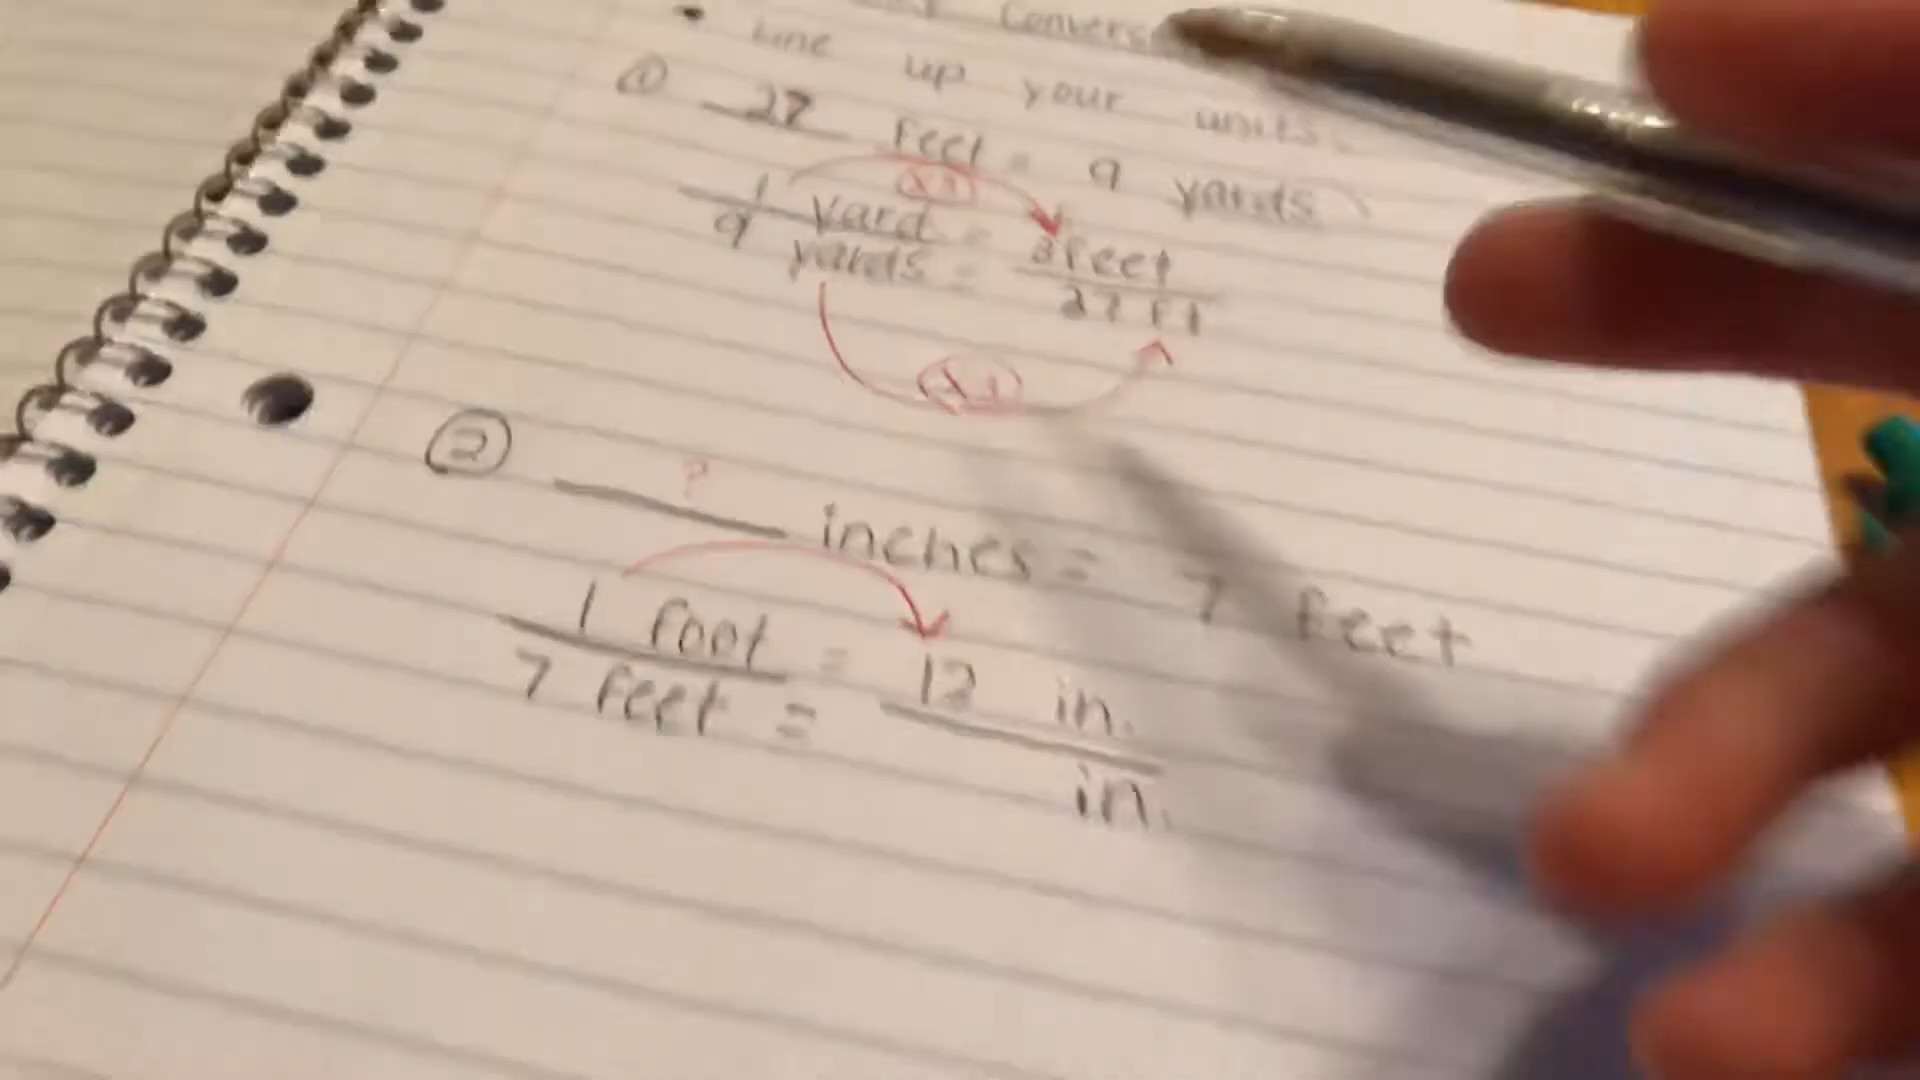 Convers
Line up your units.
① 27 feet = 9 yards
1 yard = 3 feet
9 yards = 27 ft
②
?
inches = 7 feet
1 foot = 12 in.
7 feet = in.